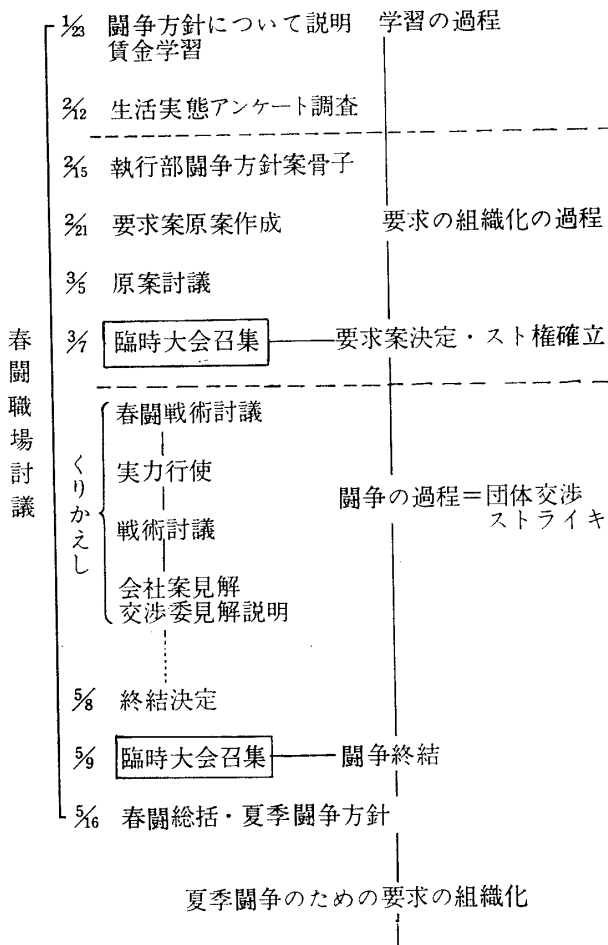 1/23 闘争方針について説明 学習の過程
賃金学習
2/12 生活実態アンケート調査
2/15 執行部闘争方針案骨子
2/21 要求案原案作成 要求の組織化の過程
3/5 原案討議
3/7 臨時大会召集 要求案決定・スト権確立
春闘職場討議
くりかえし
春闘戦術討議
実力行使
闘争の過程=団体交渉
ストライキ
戦術討議
会社案見解
交渉委見解説明
5/8 終結決定
5/9 臨時大会召集 闘争終結
5/16 春闘総括・夏季闘争方針
夏季闘争のための要求の組織化